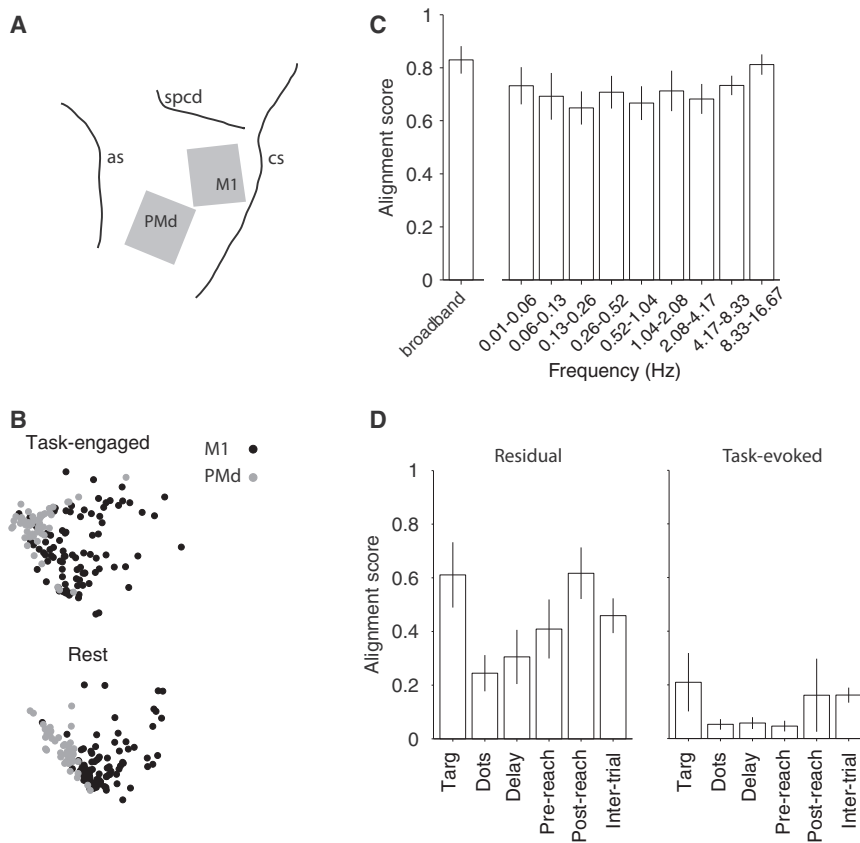 A
spcd
as
cs
M1
PMd
B
Task-engaged
M1
PMd
Rest
C
Alignment score
1
0.8
0.6
0.4
0.2
0
broadband
0.01-0.06
0.06-0.13
0.13-0.26
0.26-0.52
0.52-1.04
1.04-2.08
2.08-4.17
4.17-8.33
8.33-16.67
Frequency (Hz)
D
Residual
Task-evoked
Alignment score
1
0.8
0.6
0.4
0.2
0
Targ
Dots
Delay
Pre-reach
Post-reach
Inter-trial
Targ
Dots
Delay
Pre-reach
Post-reach
Inter-trial